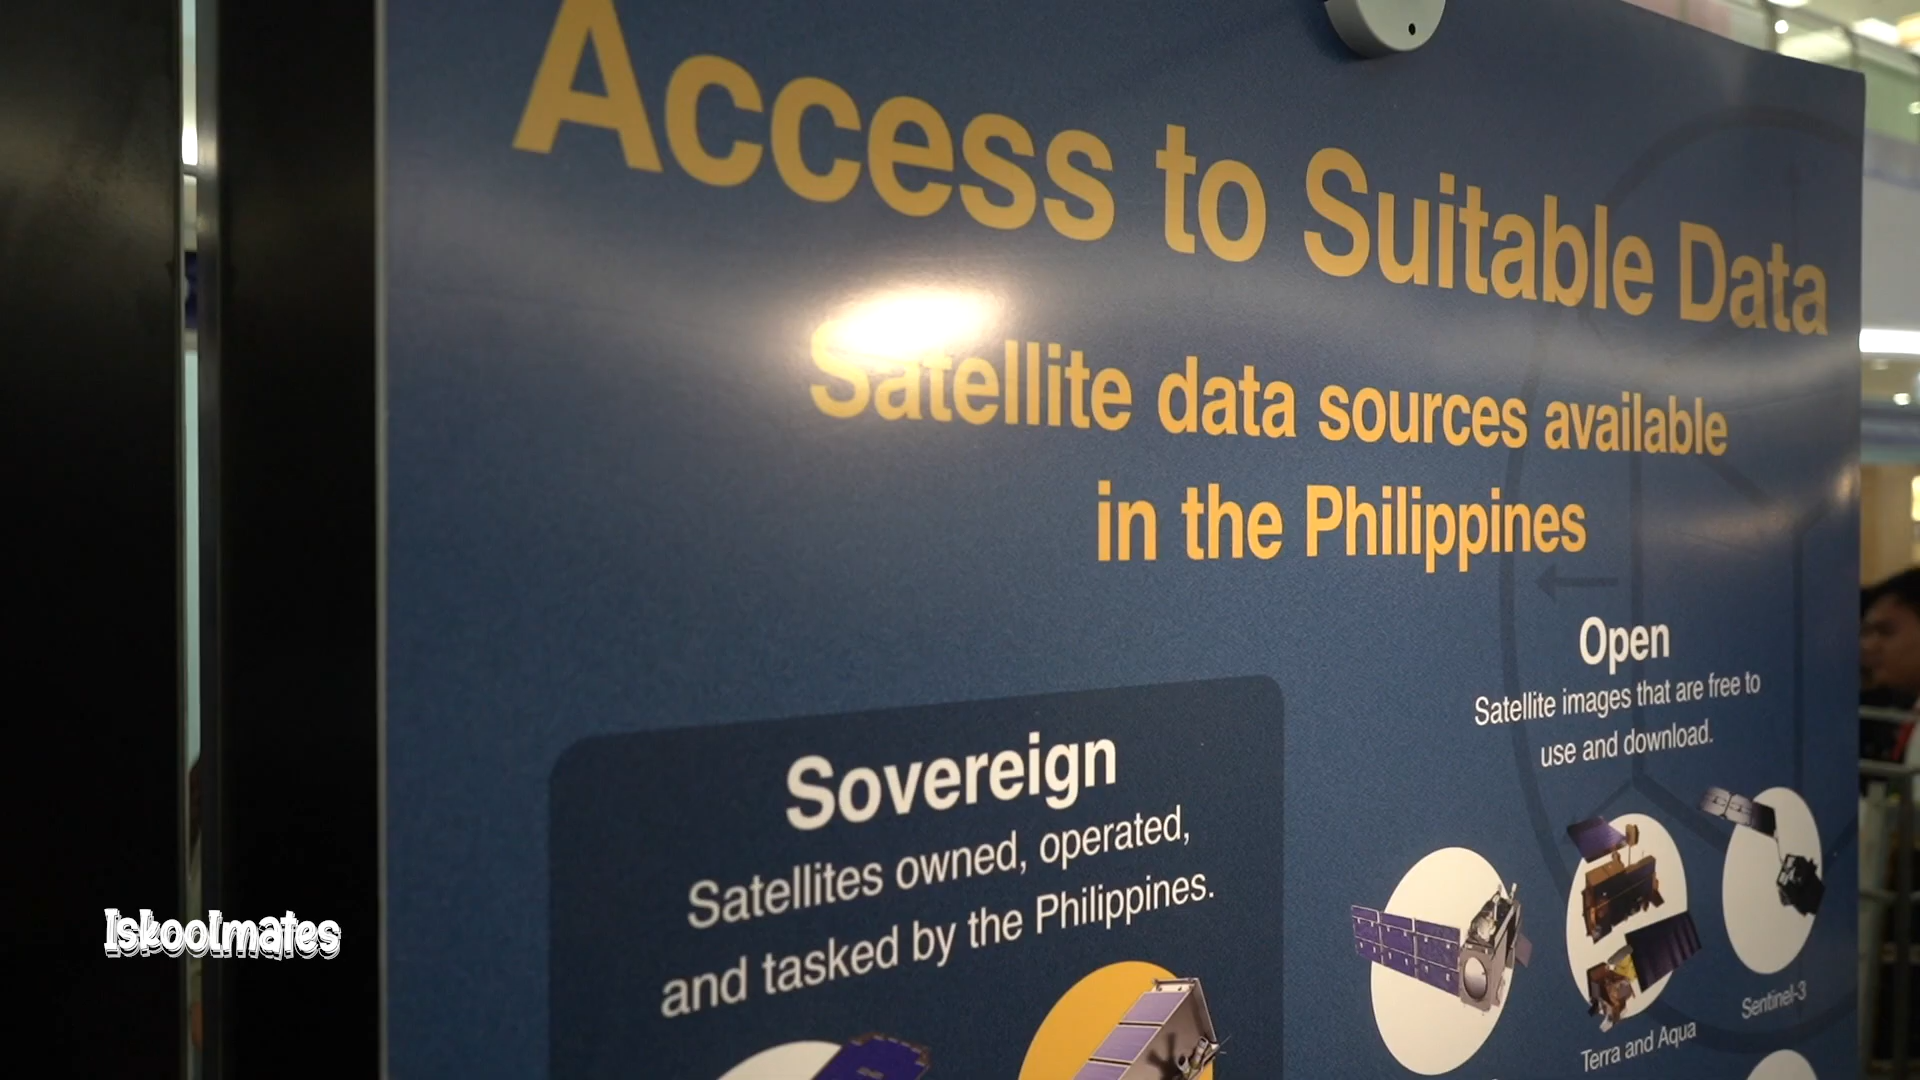 Access to Suitable Data
Satellite data sources available
in the Philippines
Sovereign
Satellites owned, operated,
and tasked by the Philippines.
Open
Satellite images that are free to
use and download.
Terra and Aqua
Sentinel-3
Iskoolmates